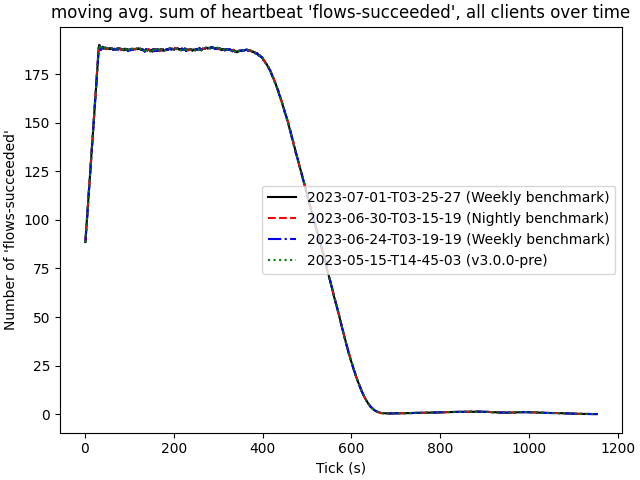 moving avg. sum of heartbeat 'flows-succeeded', all clients over time
Number of 'flows-succeeded'
175
150
125
100
75
50
25
0
2023-07-01-T03-25-27 (Weekly benchmark)
2023-06-30-T03-15-19 (Nightly benchmark)
2023-06-24-T03-19-19 (Weekly benchmark)
2023-05-15-T14-45-03 (v3.0.0-pre)
0 200 400 600 800 1000 1200
Tick (s)